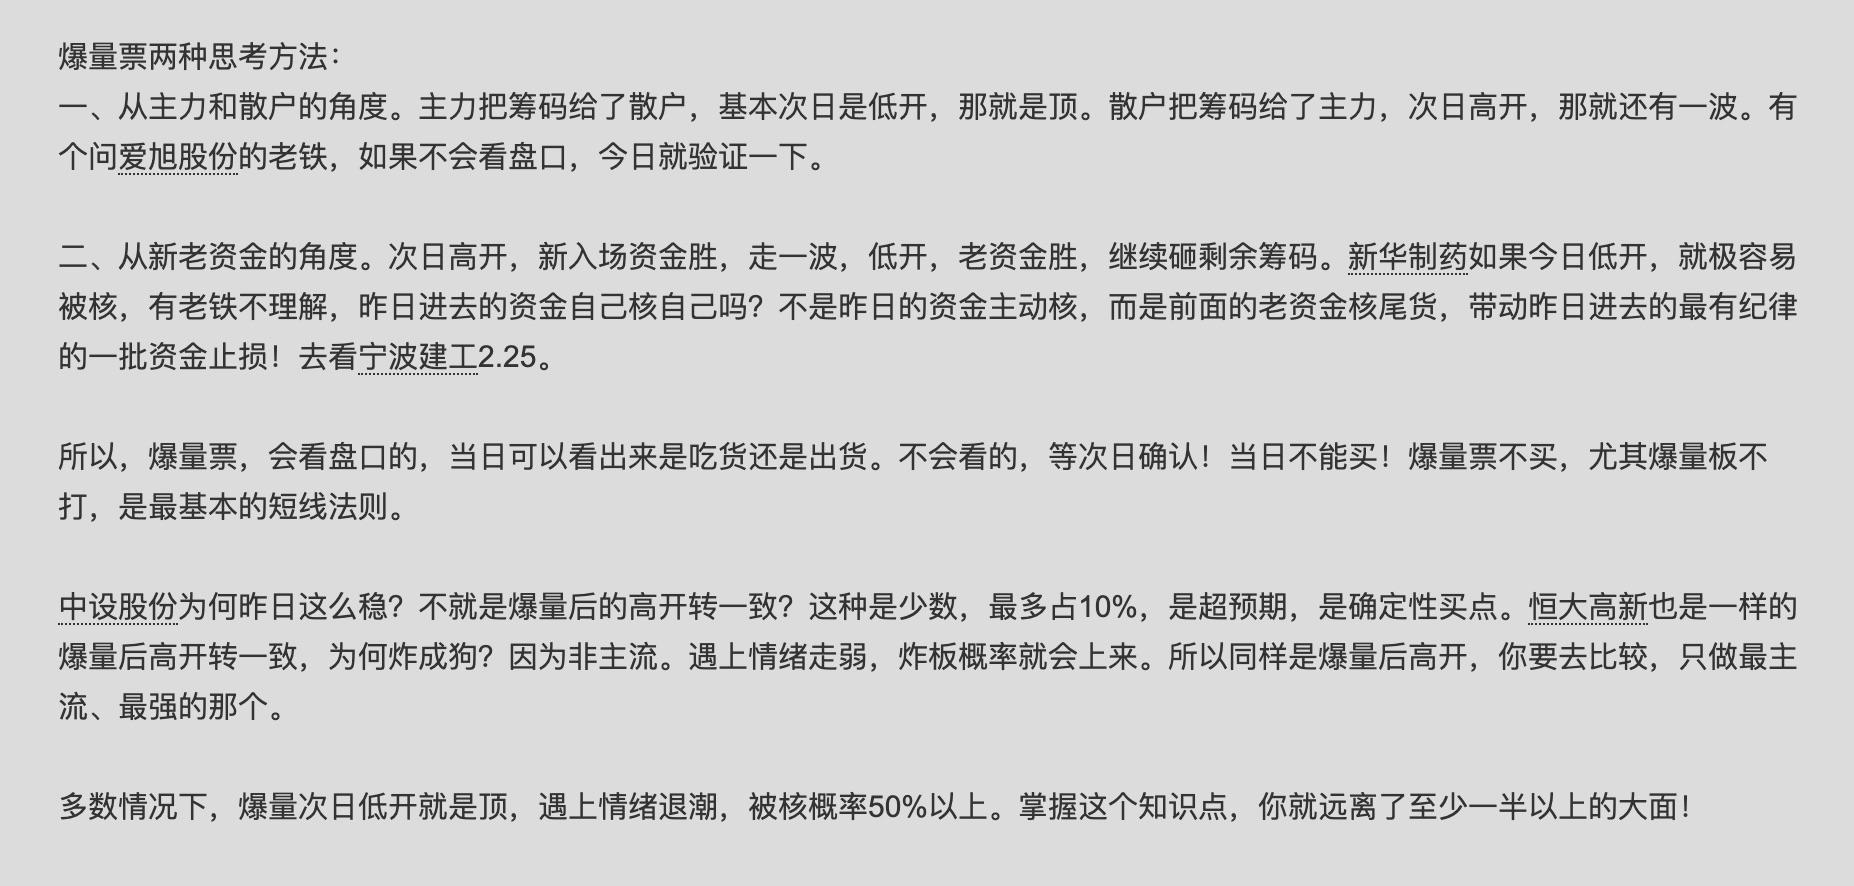 爆量票两种思考方法：
一、从主力和散户的角度。主力把筹码给了散户，基本次日是低开，那就是顶。散户把筹码给了主力，次日高开，那就还有一波。有
个问爱旭股份的老铁，如果不会看盘口，今日就验证一下。
二、从新老资金的角度。次日高开，新入场资金胜，走一波，低开，老资金胜，继续砸剩余筹码。新华制药如果今日低开，就极容易
被核，有老铁不理解，昨日进去的资金自己核自己吗？不是昨日的资金主动核，而是前面的老资金核尾货，带动昨日进去的最有纪律
的一批资金止损！去看宁波建工2.25。
所以，爆量票，会看盘口的，当日可以看出来是吃货还是出货。不会看的，等次日确认！当日不能买！爆量票不买，尤其爆量板不
打，是最基本的短线法则。
中设股份为何昨日这么稳？不就是爆量后的高开转一致？这种是少数，最多占10%，是超预期，是确定性买点。恒大高新也是一样的
爆量后高开转一致，为何炸成狗？因为非主流。遇上情绪走弱，炸板概率就会上来。所以同样是爆量后高开，你要去比较，只做最主
流、最强的那个。
多数情况下，爆量次日低开就是顶，遇上情绪退潮，被核概率50%以上。掌握这个知识点，你就远离了至少一半以上的大面！